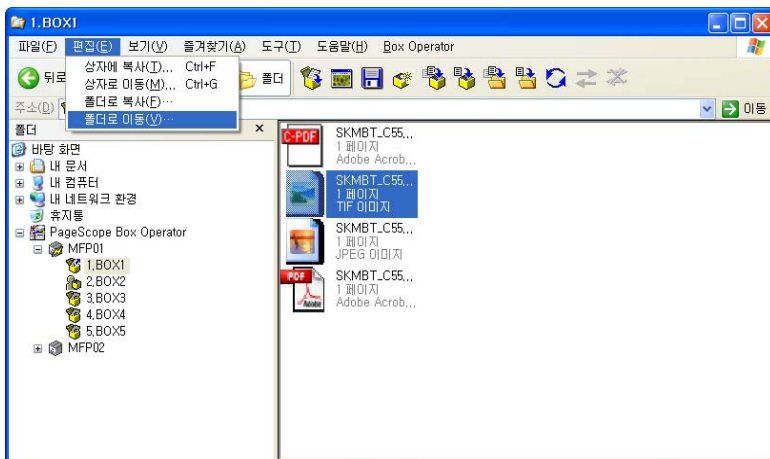 1.BOX1
파일(F) 편집(E) 보기(V) 즐겨찾기(A) 도구(T) 도움말(H) Box Operator
뒤로
폴더
상자에 복사(T)... Ctrl+F
상자로 이동(M)... Ctrl+G
폴더로 복사(F)...
폴더로 이동(V)...
주소(D)
이동
폴더
바탕 화면
내 문서
내 컴퓨터
내 네트워크 환경
휴지통
PageScope Box Operator
MFP01
1,BOX1
2,BOX2
3,BOX3
4,BOX4
5,BOX5
MFP02
C-PDF
SKMBT_C55...
1 페이지
Adobe Acrob...
SKMBT_C55...
1 페이지
TIF 이미지
SKMBT_C55...
1 페이지
JPEG 이미지
PDF
Adobe
SKMBT_C55...
1 페이지
Adobe Acrob...